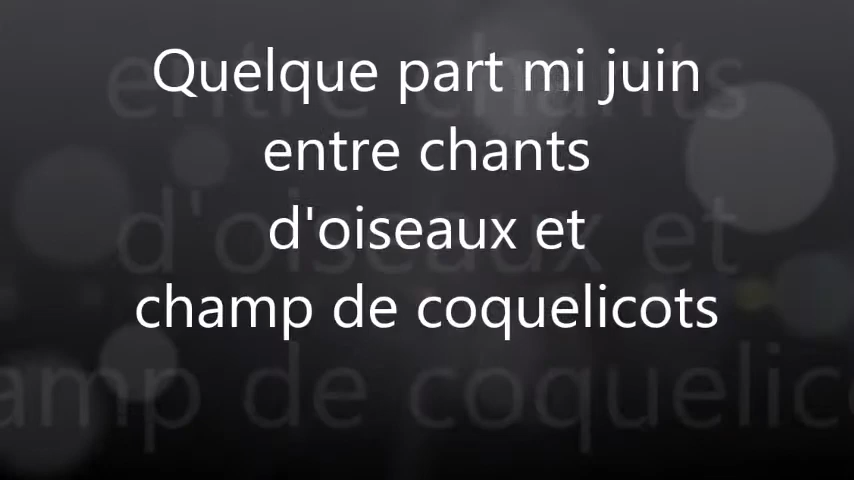 Quelque part mi juin
entre chants
d'oiseaux et
champ de coquelicots